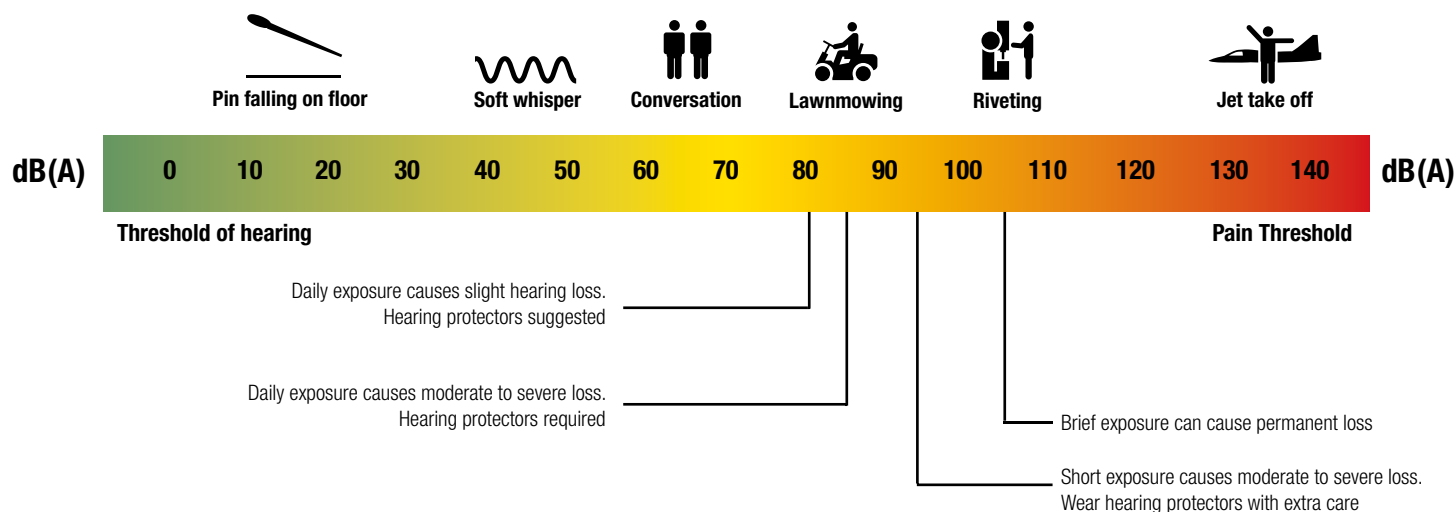 Pin falling on floor
Soft whisper
Conversation
Lawnmowing
Riveting
Jet take off
dB(A) 0 10 20 30 40 50 60 70 80 90 100 110 120 130 140 dB(A)
Threshold of hearing
Pain Threshold
Daily exposure causes slight hearing loss.
Hearing protectors suggested
Daily exposure causes moderate to severe loss.
Hearing protectors required
Brief exposure can cause permanent loss
Short exposure causes moderate to severe loss.
Wear hearing protectors with extra care